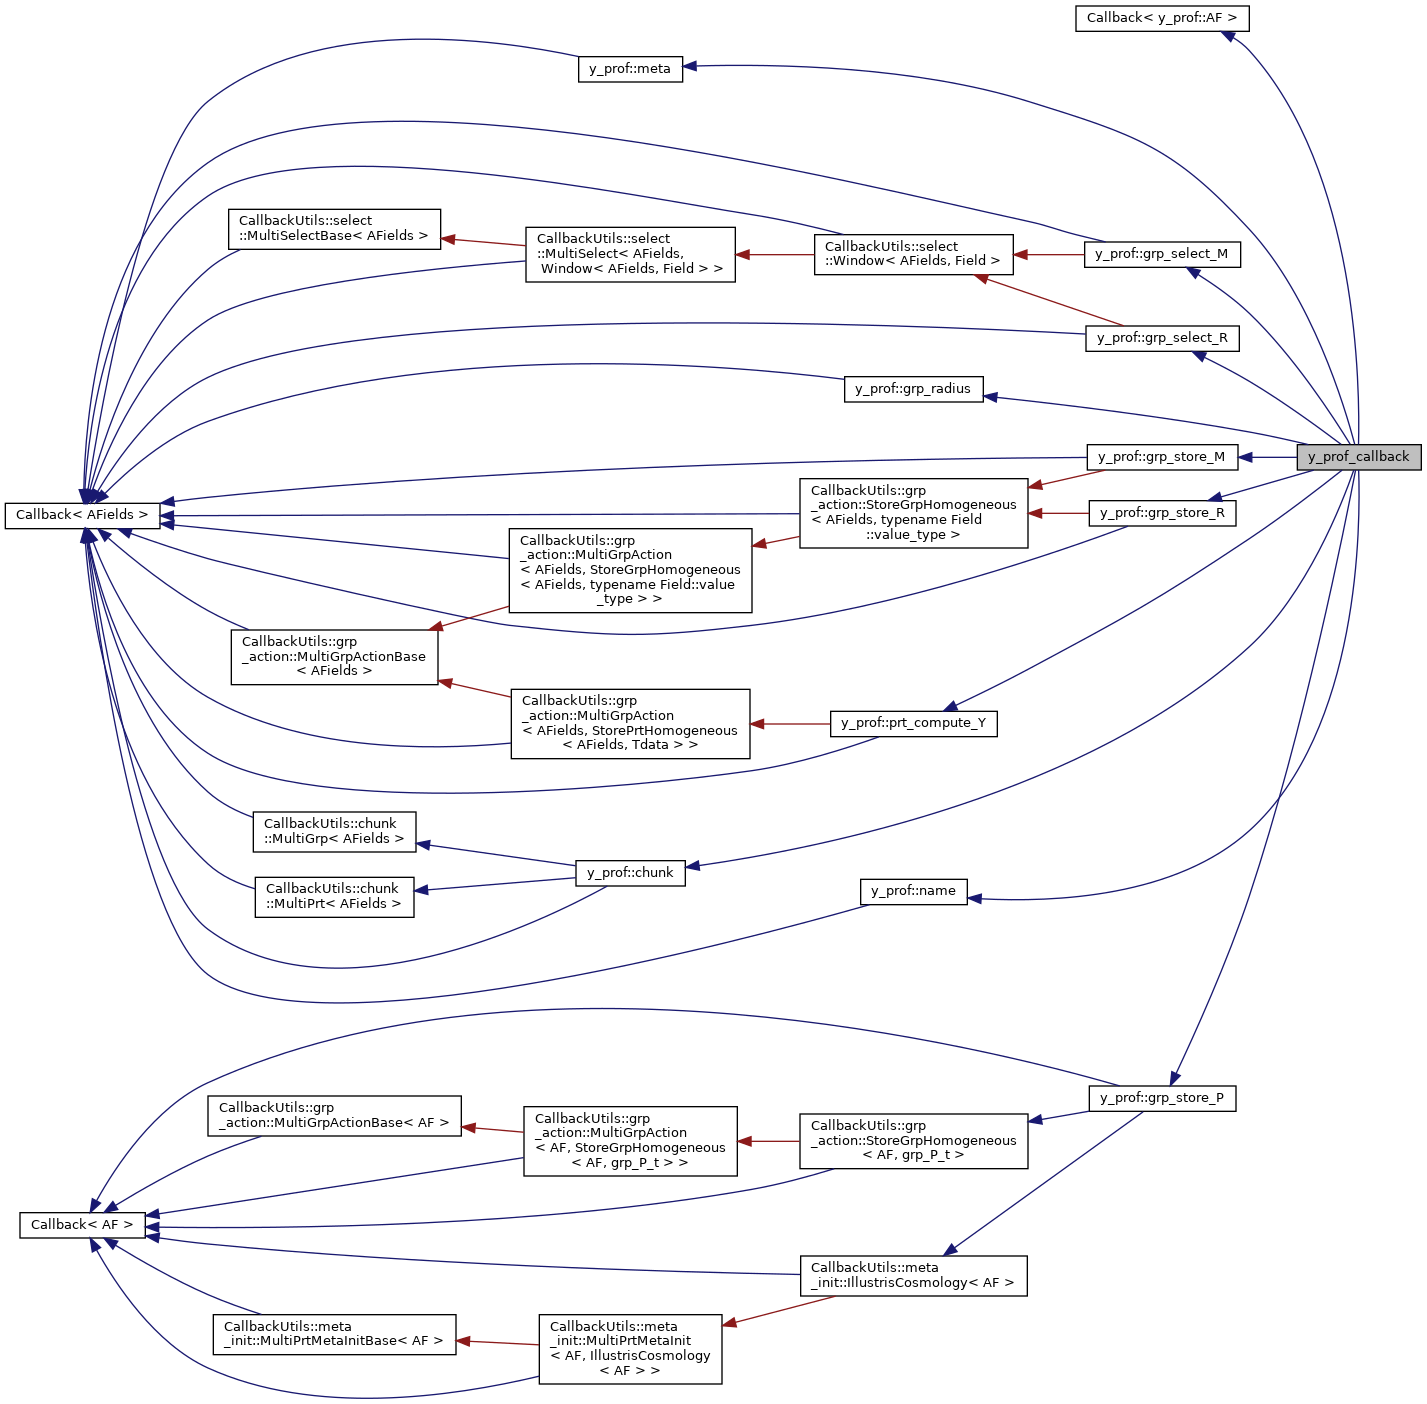 Callback< y_prof::AF >
y_prof::meta
CallbackUtils::select
::MultiSelectBase< AFields >
CallbackUtils::select
::MultiSelect< AFields,
Window< AFields, Field > >
CallbackUtils::select
::Window< AFields, Field >
y_prof::grp_select_M
y_prof::grp_select_R
y_prof::grp_radius
y_prof::grp_store_M
y_prof_callback
Callback< AFields >
CallbackUtils::grp
_action::StoreGrpHomogeneous
< AFields, typename Field
::value_type >
y_prof::grp_store_R
CallbackUtils::grp
_action::MultiGrpAction
< AFields, StoreGrpHomogeneous
< AFields, typename Field::value
_type > >
CallbackUtils::grp
_action::MultiGrpActionBase
< AFields >
CallbackUtils::grp
_action::MultiGrpAction
< AFields, StorePrtHomogeneous
< AFields, Tdata > >
y_prof::prt_compute_Y
CallbackUtils::chunk
::MultiGrp< AFields >
y_prof::chunk
CallbackUtils::chunk
::MultiPrt< AFields >
y_prof::name
y_prof::grp_store_P
CallbackUtils::grp
_action::MultiGrpActionBase< AF >
CallbackUtils::grp
_action::MultiGrpAction
< AF, StoreGrpHomogeneous
< AF, grp_P_t > >
CallbackUtils::grp
_action::StoreGrpHomogeneous
< AF, grp_P_t >
Callback< AF >
CallbackUtils::meta
_init::IllustrisCosmology< AF >
CallbackUtils::meta
_init::MultiPrtMetaInitBase< AF >
CallbackUtils::meta
_init::MultiPrtMetaInit
< AF, IllustrisCosmology
< AF > >